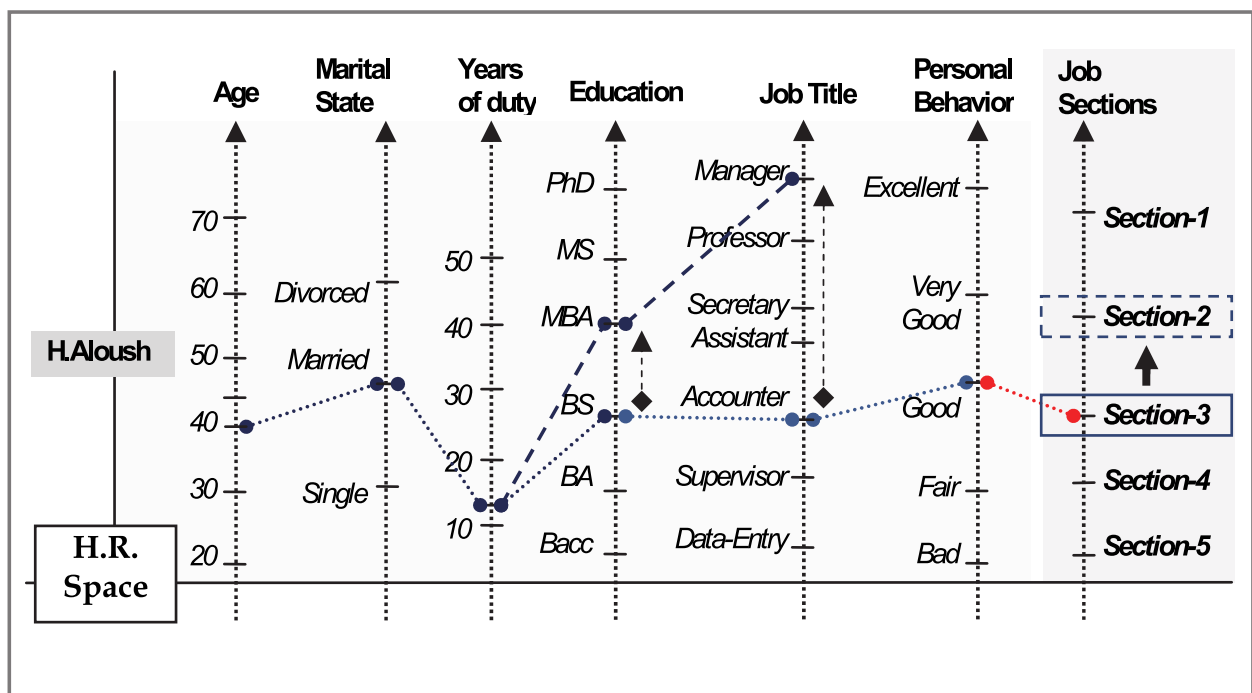 Age
Marital
State
Years
of duty
Education
Job Title
Personal
Behavior
Job
Sections
70
60
50
40
30
20
Divorced
Married
Single
50
40
30
20
10
PhD
MS
MBA
BS
BA
Bacc
Manager
Professor
Secretary
Assistant
Accounter
Supervisor
Data-Entry
Excellent
Very
Good
Good
Fair
Bad
Section-1
Section-2
Section-3
Section-4
Section-5
H.Aloush
H.R.
Space